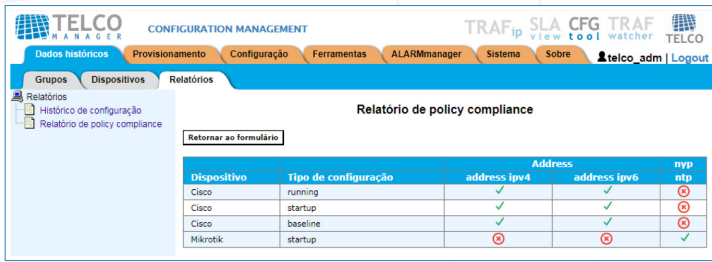 TELCO
MANAGER
CONFIGURATION MANAGEMENT
TRAFip SLA view CFG tool TRAF watcher TELCO
Dados históricos Provisionamento Configuração Ferramentas ALARMmanager Sistema Sobre telco_adm | Logout
Grupos Dispositivos Relatórios
Relatórios
Histórico de configuração
Relatório de policy compliance
Relatório de policy compliance
Retornar ao formulário
Address nyp
Dispositivo Tipo de configuração address ipv4 address ipv6 ntp
Cisco running
Cisco startup
Cisco baseline
Mikrotik startup